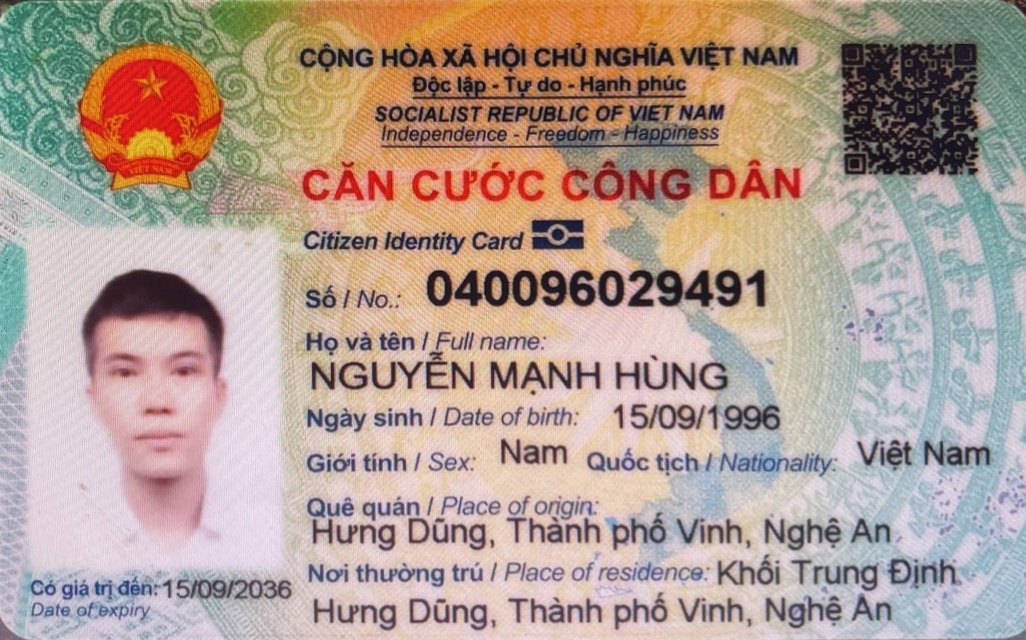 CỘNG HÒA XÃ HỘI CHỦ NGHĨA VIỆT NAM
Độc lập - Tự do - Hạnh phúc
SOCIALIST REPUBLIC OF VIET NAM
Independence - Freedom - Happiness
CĂN CƯỚC CÔNG DÂN
Citizen Identity Card
Số / No.: 040096029491
Họ và tên / Full name:
NGUYỄN MẠNH HÙNG
Ngày sinh / Date of birth: 15/09/1996
Giới tính / Sex: Nam Quốc tịch / Nationality: Việt Nam
Quê quán / Place of origin:
Hưng Dũng, Thành phố Vinh, Nghệ An
Nơi thường trú / Place of residence: Khối Trung Định
Hưng Dũng, Thành phố Vinh, Nghệ An
Có giá trị đến: 15/09/2036
Date of expiry
VIỆT NAM